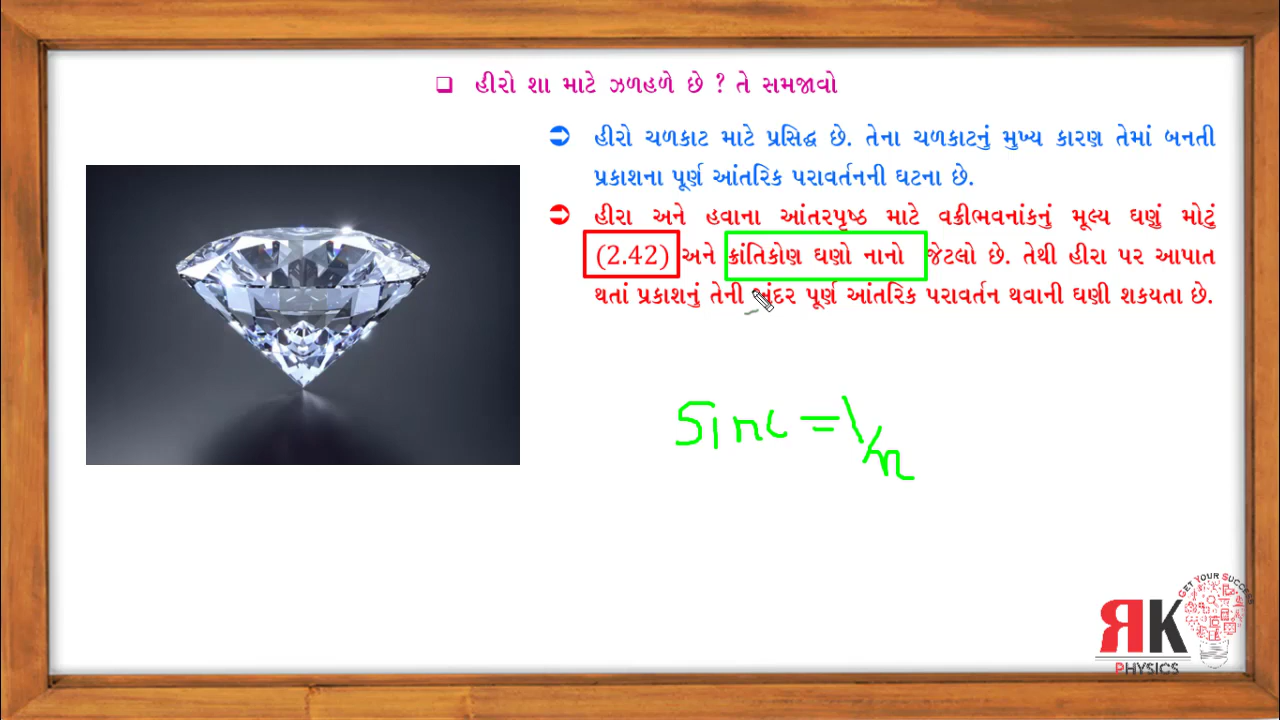 ❑ હીરો શા માટે ઝળહળે છે ? તે સમજાવો
➲ હીરો ચળકાટ માટે પ્રસિદ્ધ છે. તેના ચળકાટનું મુખ્ય કારણ તેમાં બનતી
પ્રકાશના પૂર્ણ આંતરિક પરાવર્તનની ઘટના છે.
➲ હીરા અને હવાના આંતરપૃષ્ઠ માટે વક્રીભવનાંકનું મૂલ્ય ઘણું મોટું
(2.42) અને ક્રાંતિકોણ ઘણો નાનો જેટલો છે. તેથી હીરા પર આપાત
થતાં પ્રકાશનું તેની અંદર પૂર્ણ આંતરિક પરાવર્તન થવાની ઘણી શક્યતા છે.
Sinc = 1/n
GET YOUR SUCCESS
RK
PHYSICS